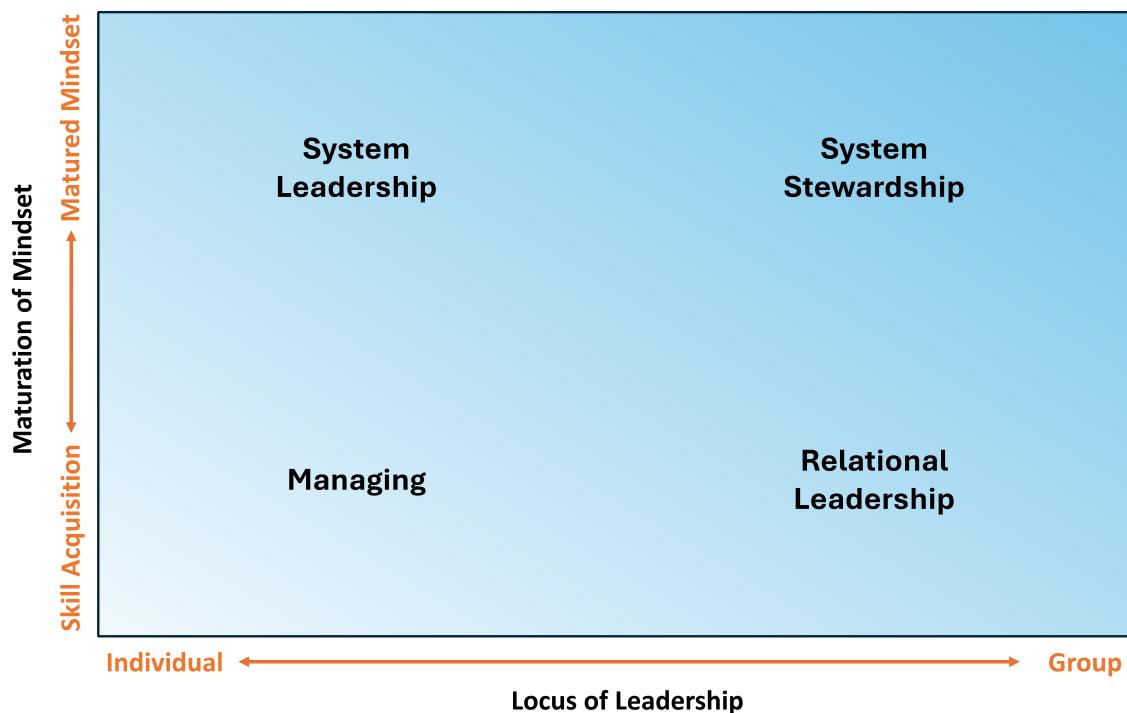 Maturation of Mindset
Matured Mindset
Skill Acquisition
System
Leadership
System
Stewardship
Managing
Relational
Leadership
Individual
Group
Locus of Leadership